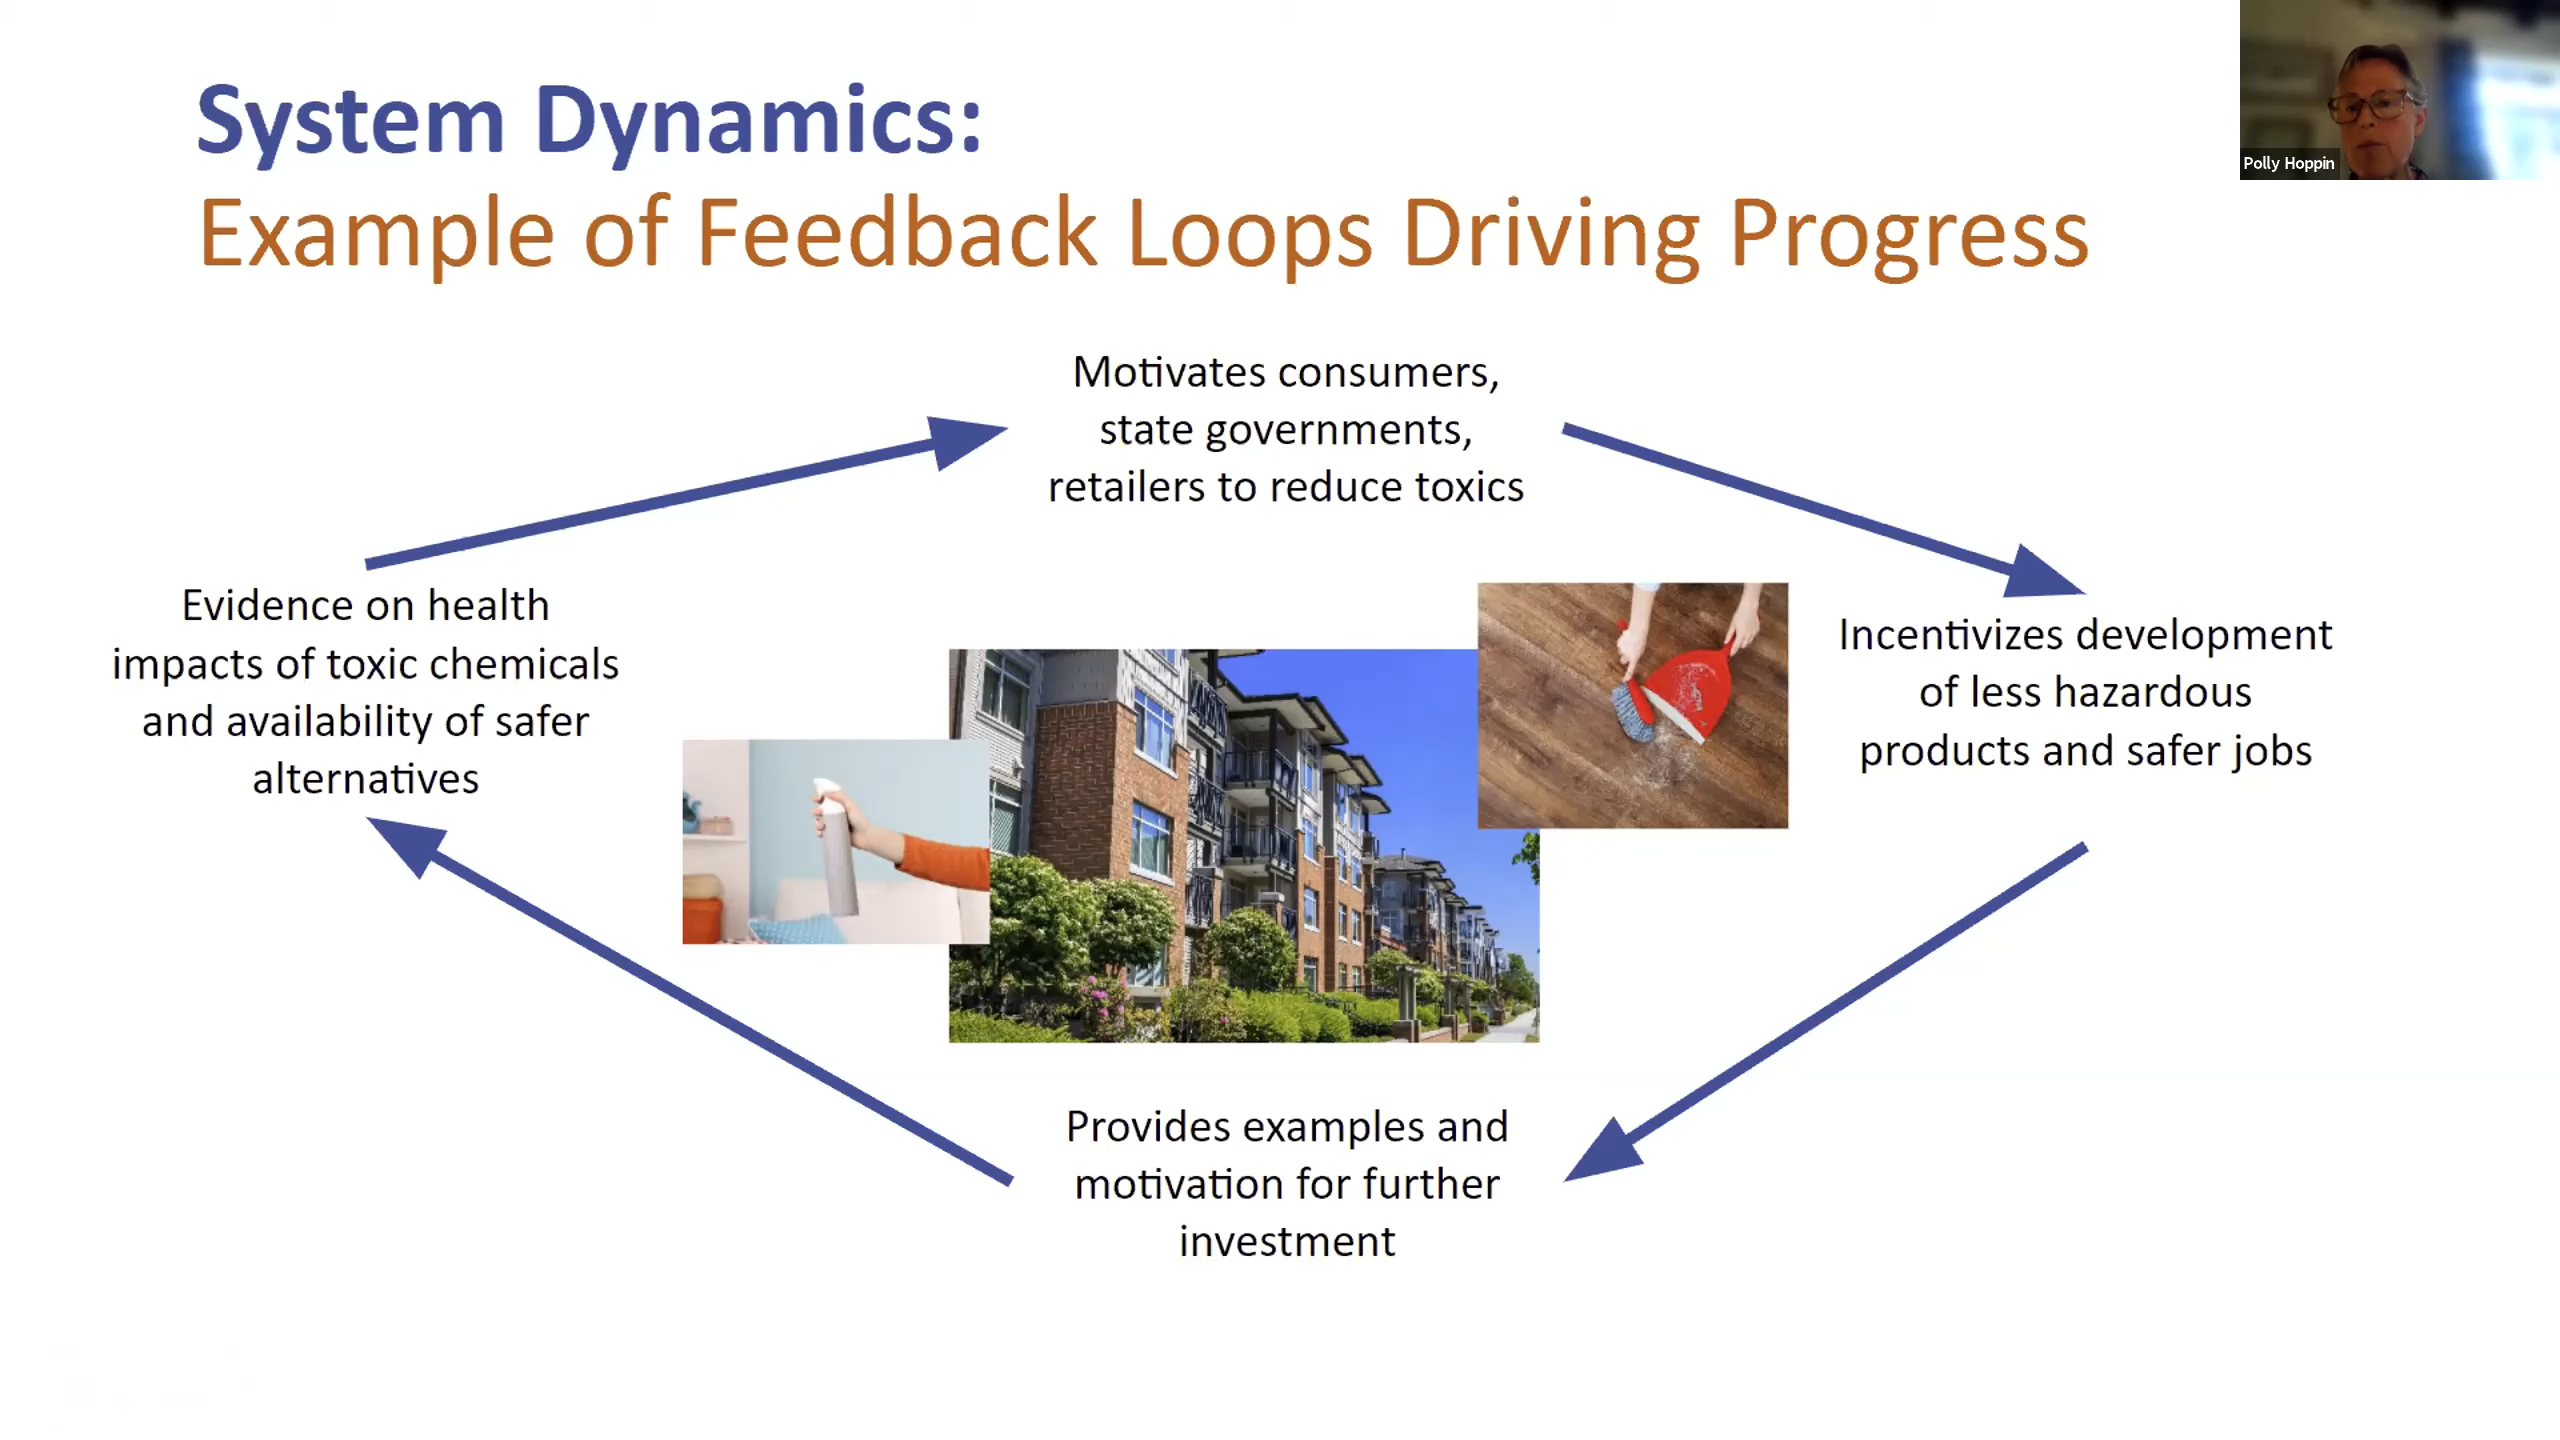 System Dynamics:
Example of Feedback Loops Driving Progress
Polly Hoppin
Motivates consumers,
state governments,
retailers to reduce toxics
Evidence on health
impacts of toxic chemicals
and availability of safer
alternatives
Incentivizes development
of less hazardous
products and safer jobs
Provides examples and
motivation for further
investment